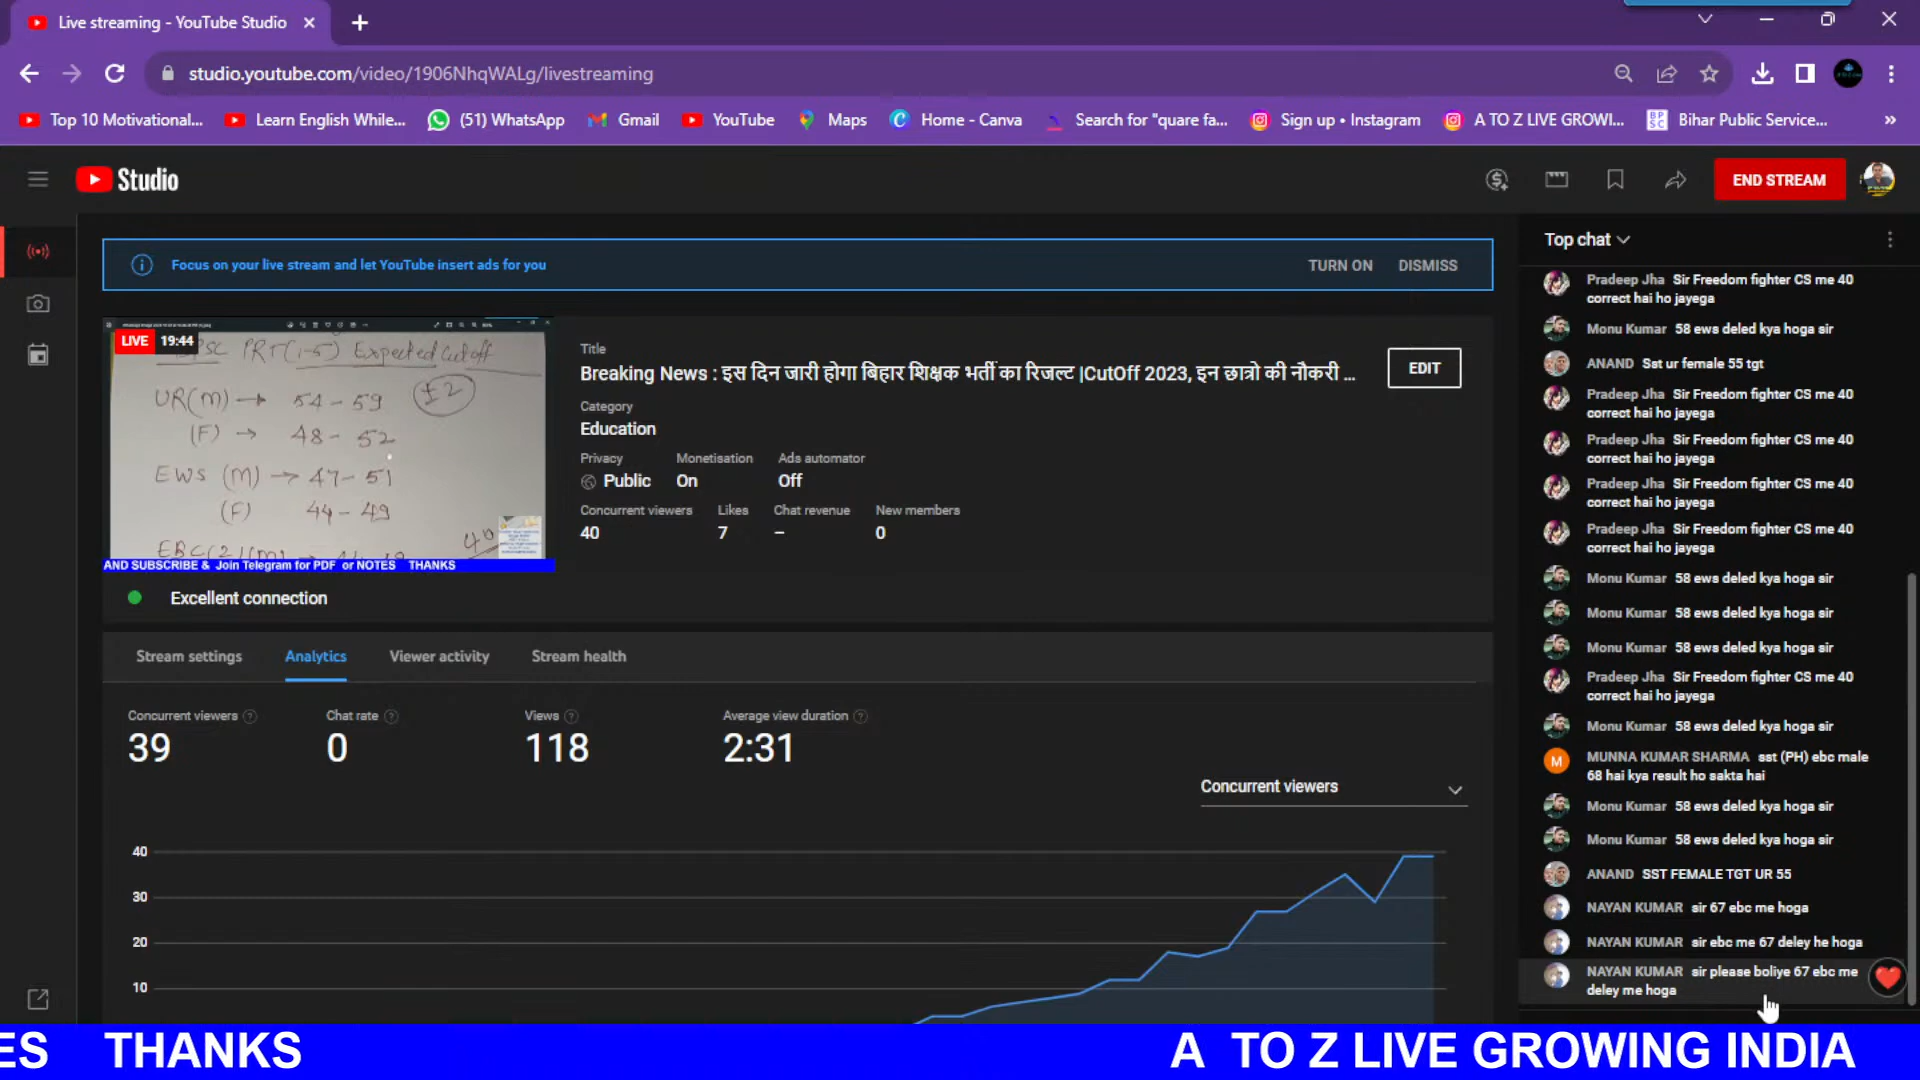 Live streaming - YouTube Studio
studio.youtube.com/video/1906NhqWALg/livestreaming
Top 10 Motivational...
Learn English While...
(51) WhatsApp
Gmail
YouTube
Maps
Home - Canva
Search for "quare fa...
Sign up • Instagram
A TO Z LIVE GROWI...
BP SC
Bihar Public Service...
Studio
END STREAM
Focus on your live stream and let YouTube insert ads for you
TURN ON
DISMISS
LIVE 19:44
BPSC PRT(1-5) Expected Cutoff
UR(M) → 54-59
±2
(F) → 48-52
EWS (M) → 47-51
(F) 44-49
40
AND SUBSCRIBE & Join Telegram for PDF or NOTES THANKS
Title
Breaking News : इस दिन जारी होगा बिहार शिक्षक भर्ती का रिजल्ट |CutOff 2023, इन छात्रो की नौकरी ...
EDIT
Category
Education
Privacy
Monetisation
Ads automator
Public
On
Off
Concurrent viewers
Likes
Chat revenue
New members
40
7
–
0
Excellent connection
Stream settings
Analytics
Viewer activity
Stream health
Concurrent viewers
Chat rate
Views
Average view duration
39
0
118
2:31
Concurrent viewers
40
30
20
10
Top chat
Pradeep Jha Sir Freedom fighter CS me 40
correct hai ho jayega
Monu Kumar 58 ews deled kya hoga sir
ANAND Sst ur female 55 tgt
Pradeep Jha Sir Freedom fighter CS me 40
correct hai ho jayega
Pradeep Jha Sir Freedom fighter CS me 40
correct hai ho jayega
Pradeep Jha Sir Freedom fighter CS me 40
correct hai ho jayega
Pradeep Jha Sir Freedom fighter CS me 40
correct hai ho jayega
Monu Kumar 58 ews deled kya hoga sir
Monu Kumar 58 ews deled kya hoga sir
Monu Kumar 58 ews deled kya hoga sir
Pradeep Jha Sir Freedom fighter CS me 40
correct hai ho jayega
Monu Kumar 58 ews deled kya hoga sir
M
MUNNA KUMAR SHARMA sst (PH) ebc male
68 hai kya result ho sakta hai
Monu Kumar 58 ews deled kya hoga sir
Monu Kumar 58 ews deled kya hoga sir
ANAND SST FEMALE TGT UR 55
NAYAN KUMAR sir 67 ebc me hoga
NAYAN KUMAR sir ebc me 67 deley he hoga
NAYAN KUMAR sir please boliye 67 ebc me
deley me hoga
ES THANKS
A TO Z LIVE GROWING INDIA